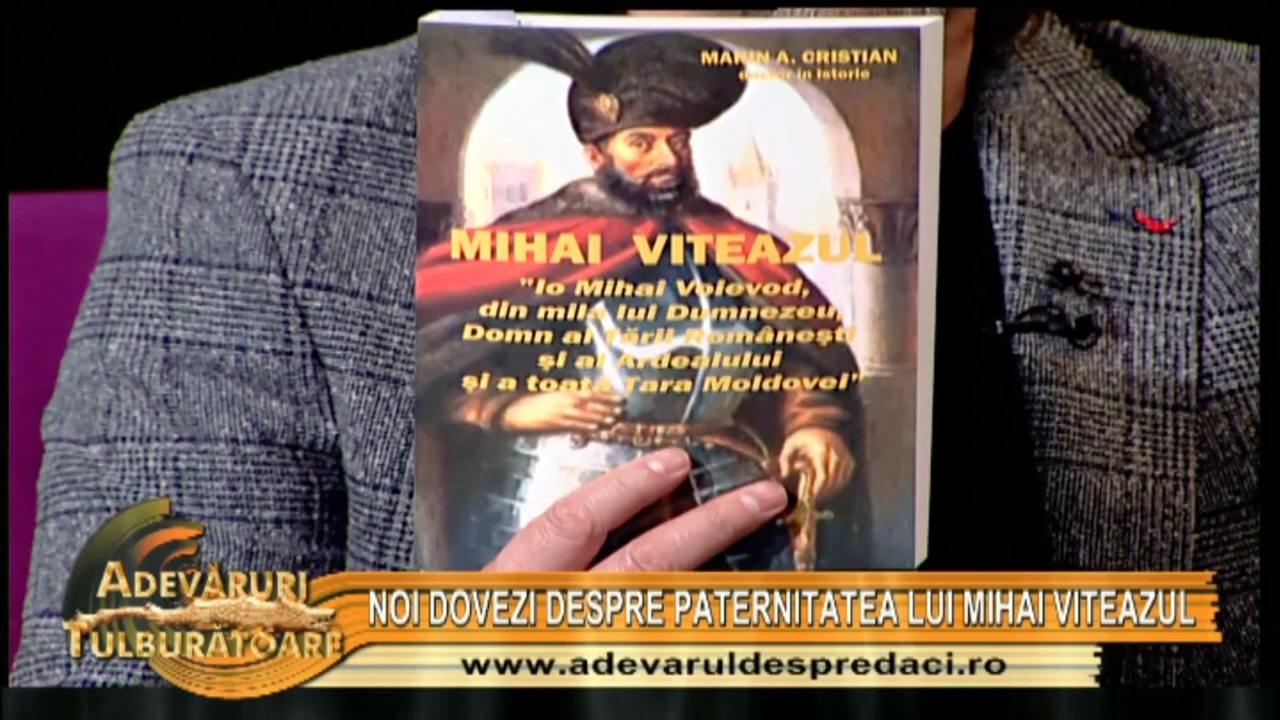 MARIN A. CRISTIAN
doctor în istorie
MIHAI VITEAZUL
"Io Mihai Voievod,
din mila lui Dumnezeu,
Domn al Țării Românești
și al Ardealului
și a toată Țara Moldovei"
ADEVĂRURI
TULBURĂTOARE
NOI DOVEZI DESPRE PATERNITATEA LUI MIHAI VITEAZUL
www.adevaruldespredaci.ro